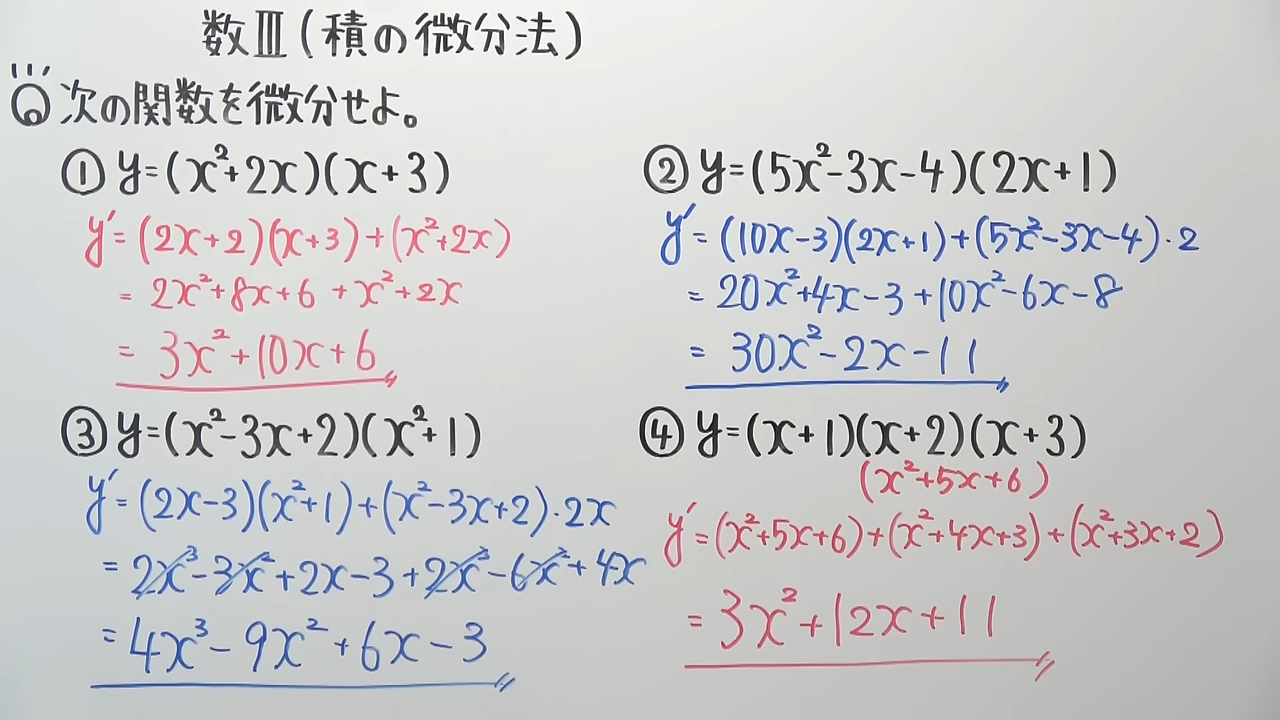 数Ⅲ(積の微分法)
Q 次の関数を微分せよ。
① y=(x²+2x)(x+3)
y'=(2x+2)(x+3)+(x²+2x)
= 2x²+8x+6+x²+2x
= 3x²+10x+6
② y=(5x²-3x-4)(2x+1)
y'=(10x-3)(2x+1)+(5x²-3x-4)·2
= 20x²+4x-3+10x²-6x-8
= 30x²-2x-11
③ y=(x²-3x+2)(x²+1)
y'=(2x-3)(x²+1)+(x²-3x+2)·2x
= 2x³-3x²+2x-3+2x³-6x²+4x
= 4x³-9x²+6x-3
④ y=(x+1)(x+2)(x+3)
(x²+5x+6)
y'=(x²+5x+6)+(x²+4x+3)+(x²+3x+2)
= 3x²+12x+11